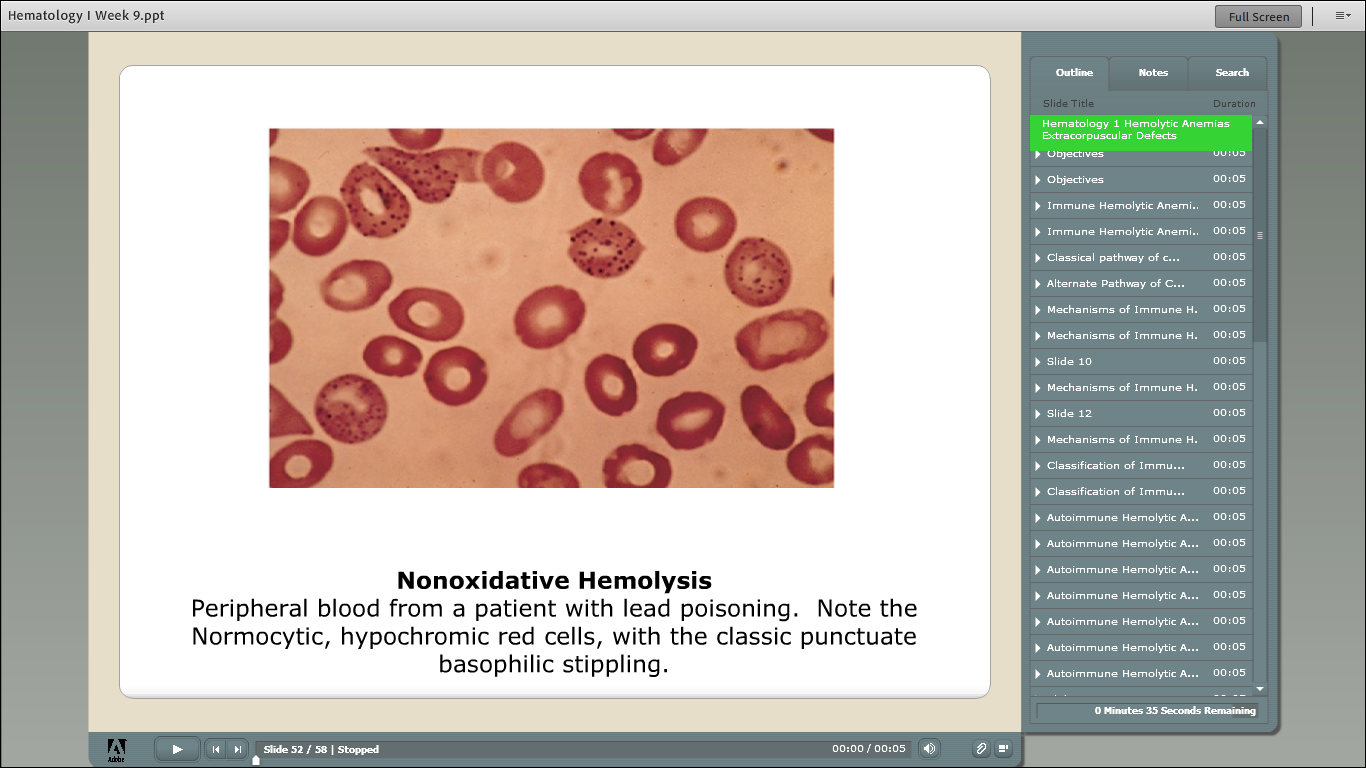 Hematology I Week 9.ppt
Full Screen
Nonoxidative Hemolysis
Peripheral blood from a patient with lead poisoning.  Note the
Normocytic, hypochromic red cells, with the classic punctuate
basophilic stippling.
Outline Notes Search
Slide Title Duration
Hematology 1 Hemolytic Anemias
Extracorpuscular Defects
Objectives 00:05
Objectives 00:05
Immune Hemolytic Anemi.. 00:05
Immune Hemolytic Anemi.. 00:05
Classical pathway of c... 00:05
Alternate Pathway of C... 00:05
Mechanisms of Immune H. 00:05
Mechanisms of Immune H. 00:05
Slide 10 00:05
Mechanisms of Immune H. 00:05
Slide 12 00:05
Mechanisms of Immune H. 00:05
Classification of Immu... 00:05
Classification of Immu... 00:05
Autoimmune Hemolytic A... 00:05
Autoimmune Hemolytic A... 00:05
Autoimmune Hemolytic A... 00:05
Autoimmune Hemolytic A... 00:05
Autoimmune Hemolytic A... 00:05
Autoimmune Hemolytic A... 00:05
Autoimmune Hemolytic A... 00:05
0 Minutes 35 Seconds Remaining
Adobe
Slide 52 / 58 | Stopped
00:00 / 00:05